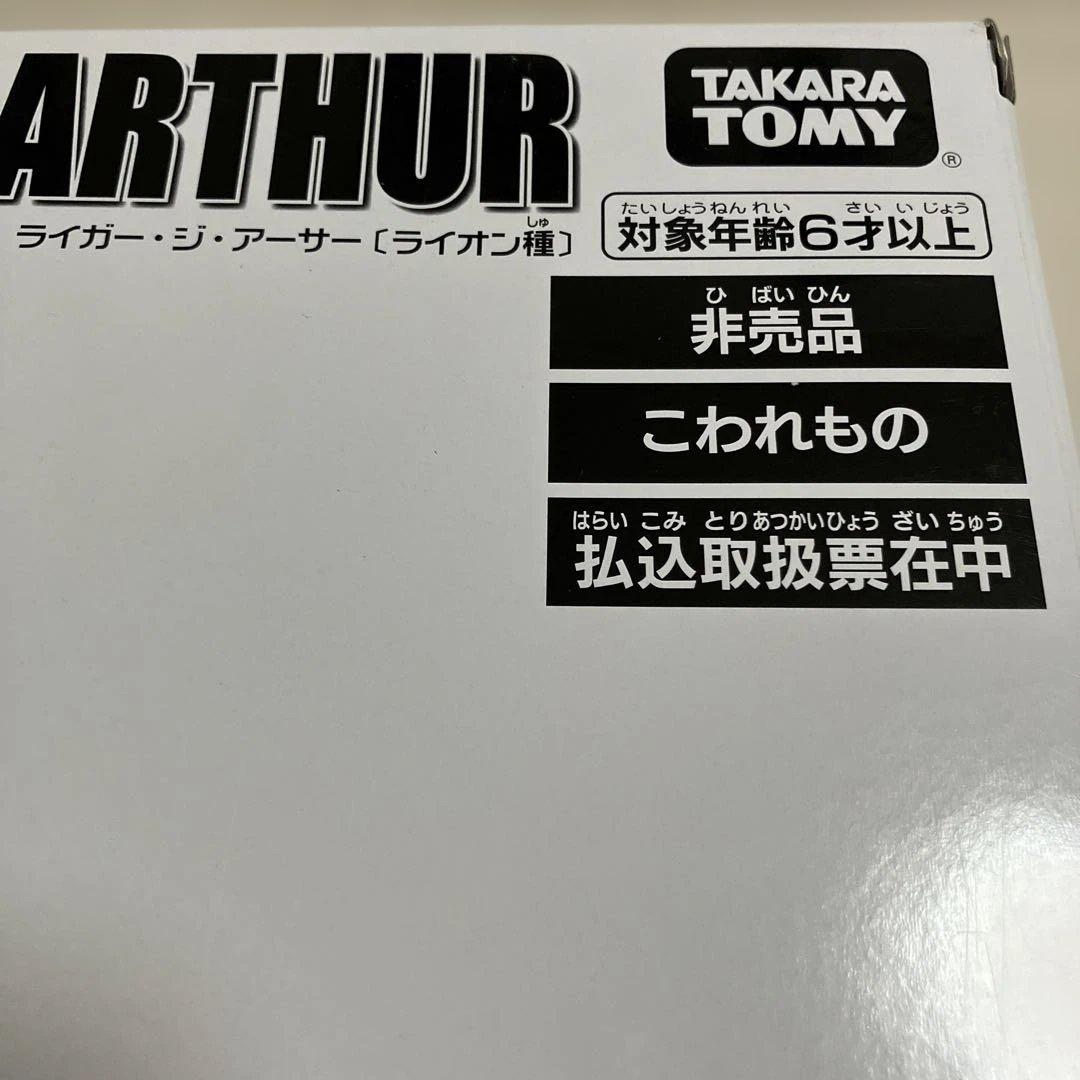 ARTHUR
TAKARA
TOMY
®
しゅ
ライガー・ジ・アーサー〔ライオン種〕
たいしょうねんれい さい い じょう
対象年齢6才以上
ひ ばい ひん
非売品
こわれもの
はらい こみ とりあつかいひょう ざい ちゅう
払込取扱票在中